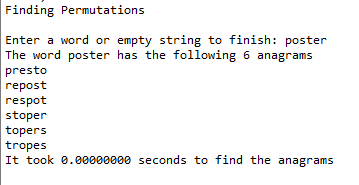 Finding Permutations
Enter a word or empty string to finish: poster
The word poster has the following 6 anagrams
presto
repost
respot
stoper
topers
tropes
It took 0.00000000 seconds to find the anagrams